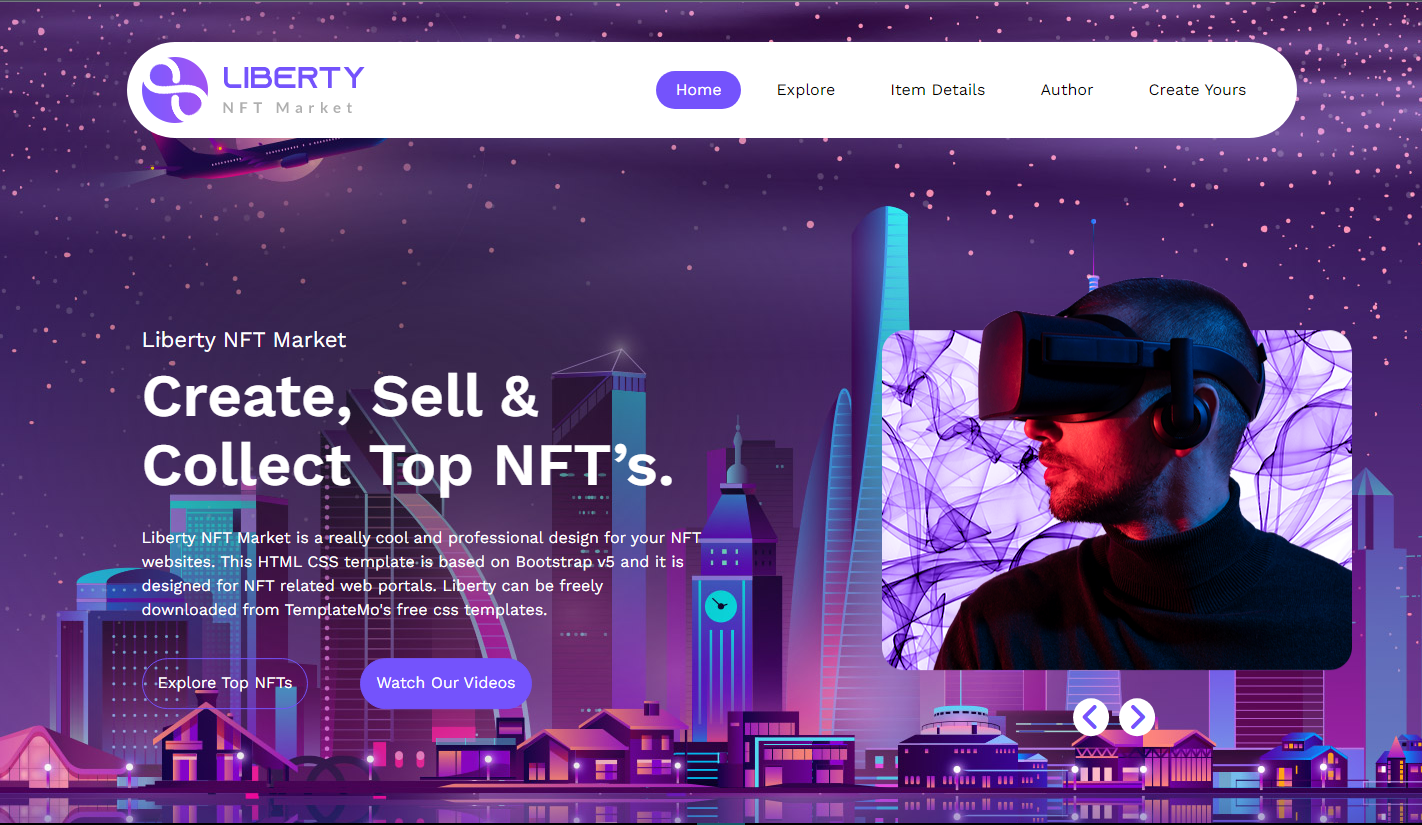 LIBERTY
NFT Market
Home
Explore
Item Details
Author
Create Yours
Liberty NFT Market
Create, Sell &
Collect Top NFT’s.
Liberty NFT Market is a really cool and professional design for your NFT
websites. This HTML CSS template is based on Bootstrap v5 and it is
designed for NFT related web portals. Liberty can be freely
downloaded from TemplateMo's free css templates.
Explore Top NFTs
Watch Our Videos